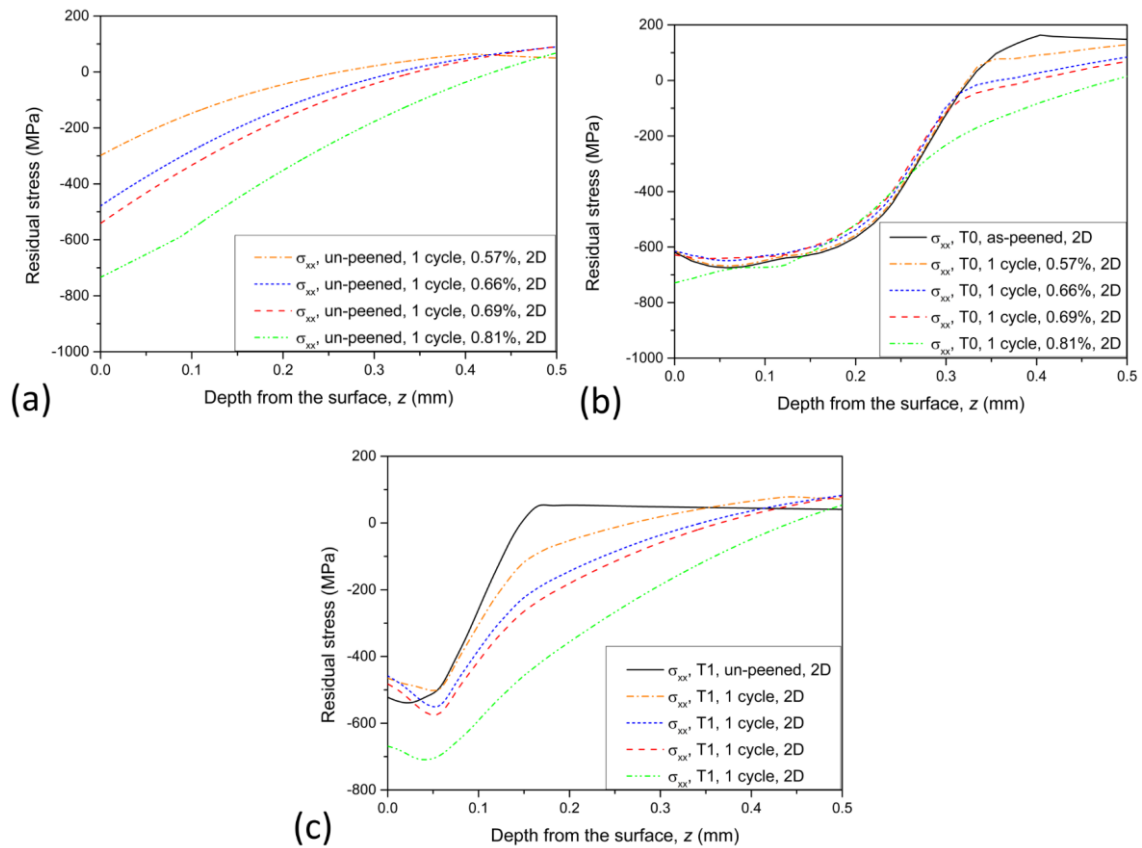 200
0
-200
-400
-600
-800
-1000
Residual stress (MPa)
σxx, un-peened, 1 cycle, 0.57%, 2D
σxx, un-peened, 1 cycle, 0.66%, 2D
σxx, un-peened, 1 cycle, 0.69%, 2D
σxx, un-peened, 1 cycle, 0.81%, 2D
0.0 0.1 0.2 0.3 0.4 0.5
Depth from the surface, z (mm)
(a)
200
0
-200
-400
-600
-800
-1000
Residual stress (MPa)
σxx, T0, as-peened, 2D
σxx, T0, 1 cycle, 0.57%, 2D
σxx, T0, 1 cycle, 0.66%, 2D
σxx, T0, 1 cycle, 0.69%, 2D
σxx, T0, 1 cycle, 0.81%, 2D
0.0 0.1 0.2 0.3 0.4 0.5
Depth from the surface, z (mm)
(b)
200
0
-200
-400
-600
-800
Residual stress (MPa)
σxx, T1, un-peened, 2D
σxx, T1, 1 cycle, 2D
σxx, T1, 1 cycle, 2D
σxx, T1, 1 cycle, 2D
σxx, T1, 1 cycle, 2D
0.0 0.1 0.2 0.3 0.4 0.5
Depth from the surface, z (mm)
(c)